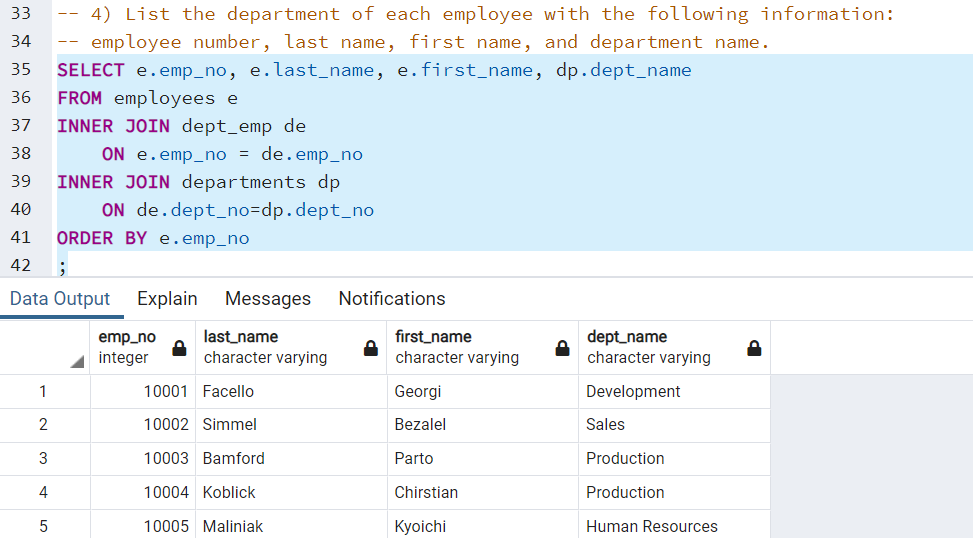 33 -- 4) List the department of each employee with the following information:
34 -- employee number, last name, first name, and department name.
35 SELECT e.emp_no, e.last_name, e.first_name, dp.dept_name
36 FROM employees e
37 INNER JOIN dept_emp de
38 ON e.emp_no = de.emp_no
39 INNER JOIN departments dp
40 ON de.dept_no=dp.dept_no
41 ORDER BY e.emp_no
42 ;
Data Output Explain Messages Notifications
emp_no last_name first_name dept_name
integer character varying character varying character varying
1 10001 Facello Georgi Development
2 10002 Simmel Bezalel Sales
3 10003 Bamford Parto Production
4 10004 Koblick Chirstian Production
5 10005 Maliniak Kyoichi Human Resources